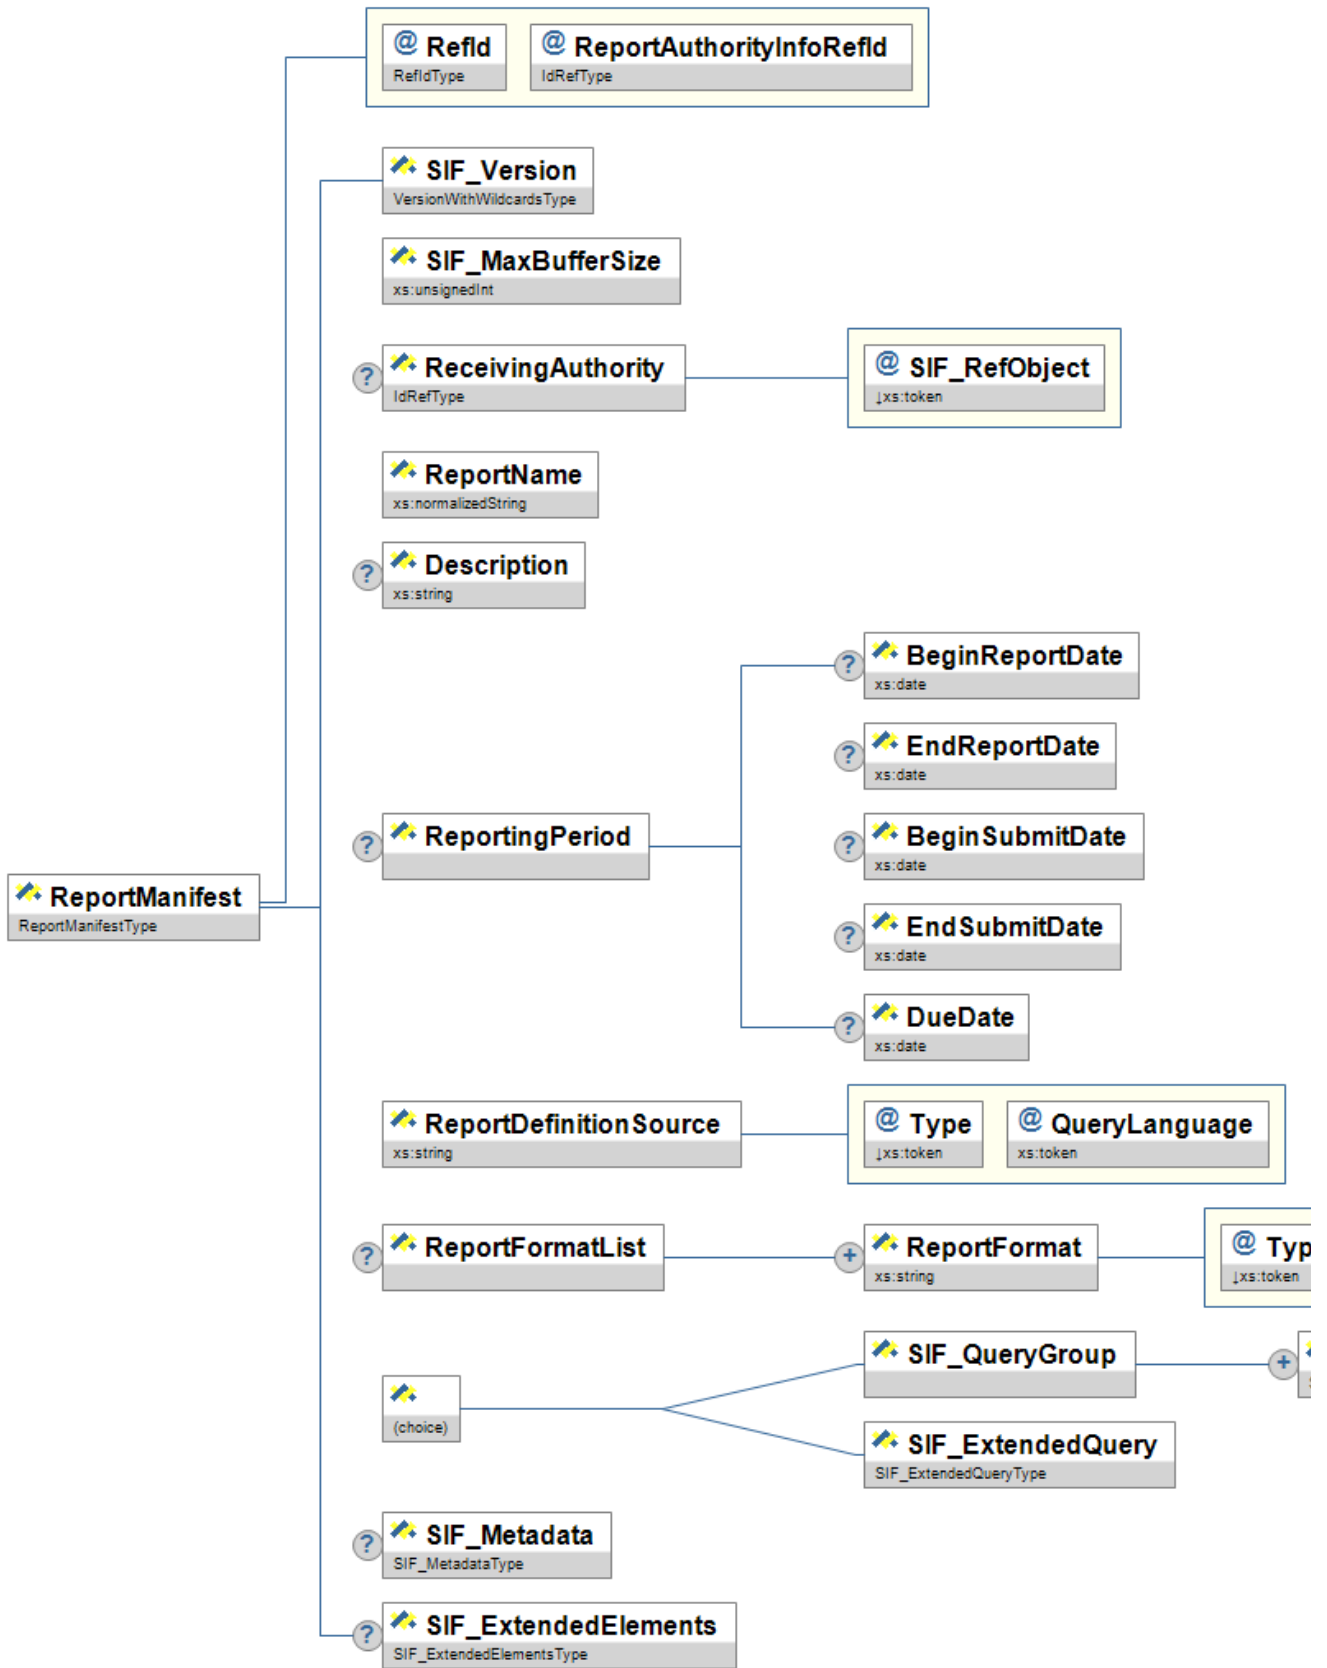 @ RefId
RefIdType
@ ReportAuthorityInfoRefId
IdRefType
SIF_Version
VersionWithWildcardsType
SIF_MaxBufferSize
xs:unsignedInt
? ReceivingAuthority
IdRefType
@ SIF_RefObject
↓xs:token
ReportName
xs:normalizedString
? Description
xs:string
? BeginReportDate
xs:date
? EndReportDate
xs:date
? ReportingPeriod
? BeginSubmitDate
xs:date
ReportManifest
ReportManifestType
? EndSubmitDate
xs:date
? DueDate
xs:date
ReportDefinitionSource
xs:string
@ Type
↓xs:token
@ QueryLanguage
xs:token
? ReportFormatList
+ ReportFormat
xs:string
@ Typ
↓xs:token
SIF_QueryGroup
+
(choice)
SIF_ExtendedQuery
SIF_ExtendedQueryType
? SIF_Metadata
SIF_MetadataType
? SIF_ExtendedElements
SIF_ExtendedElementsType